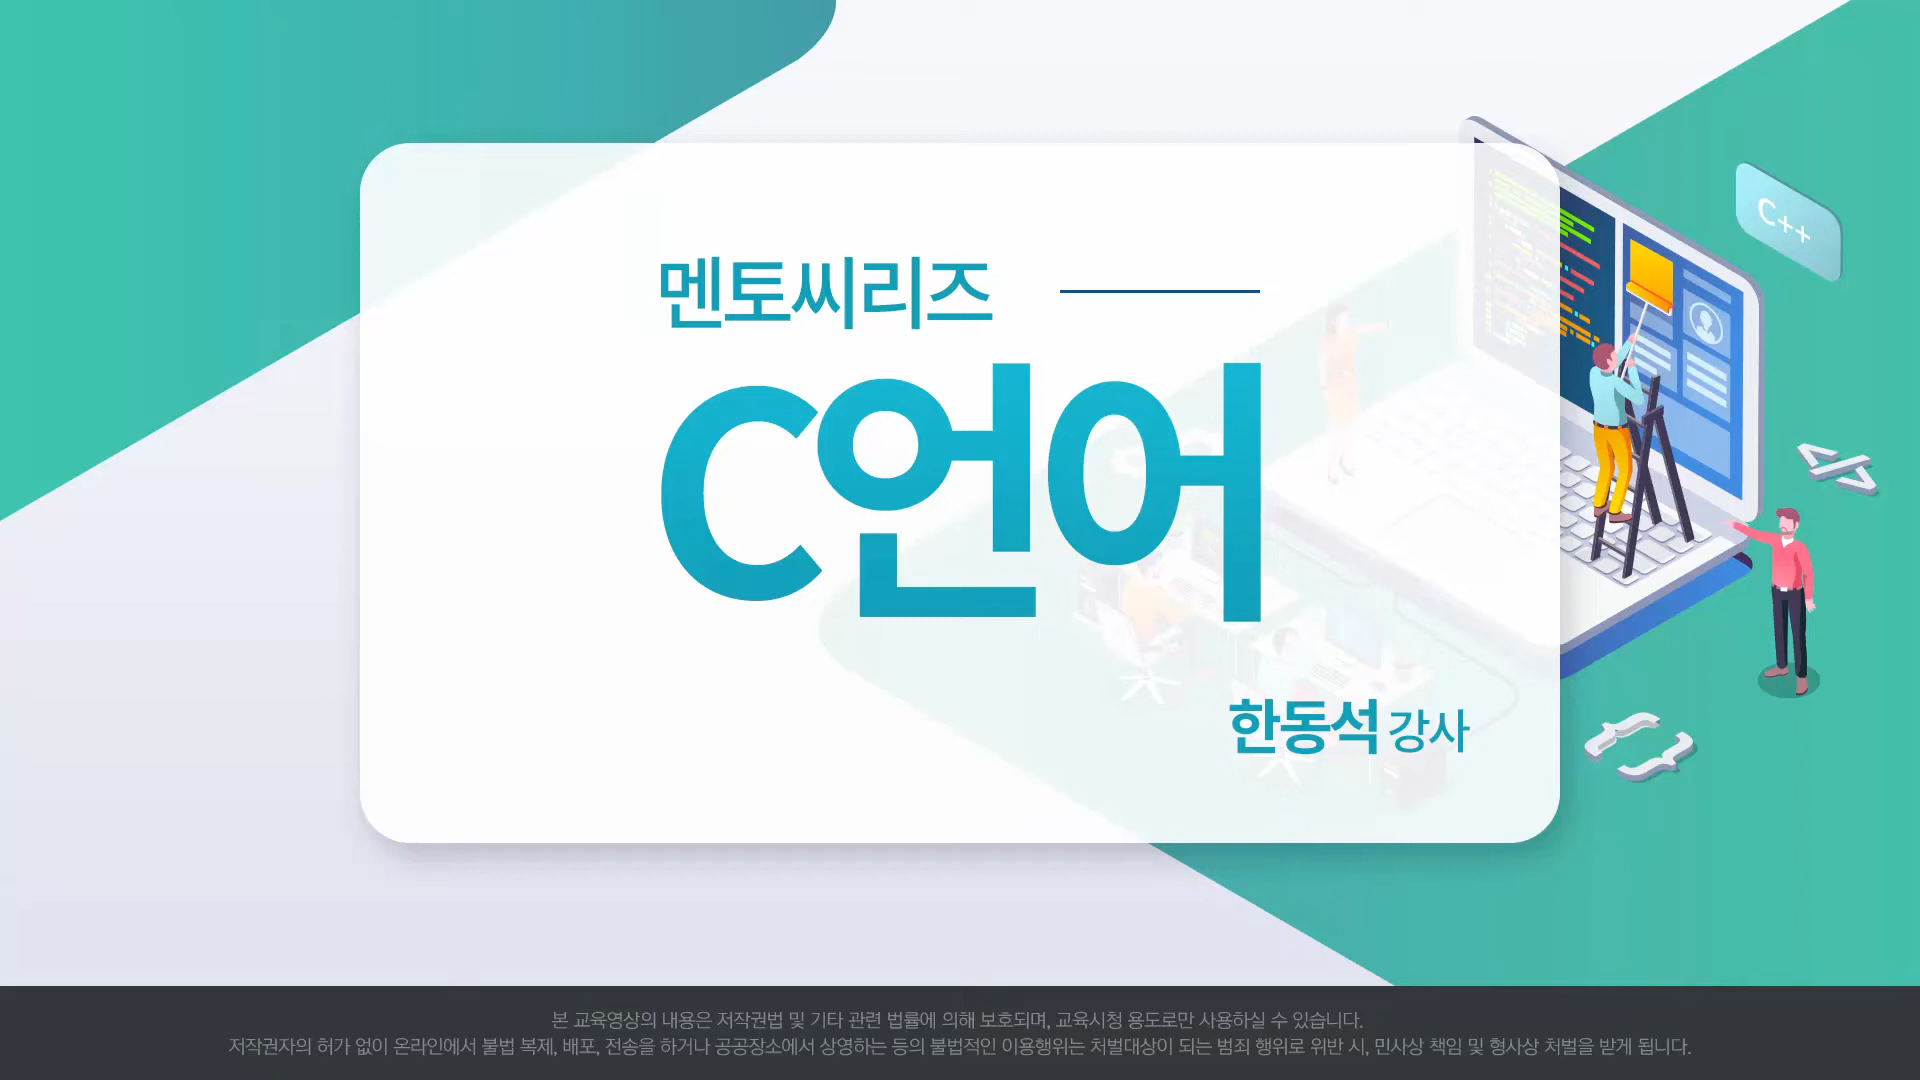 멘토씨리즈
C언어
한동석 강사
C++
</>
{ }
본 교육영상의 내용은 저작권법 및 기타 관련 법률에 의해 보호되며, 교육시청 용도로만 사용하실 수 있습니다.
저작권자의 허가 없이 온라인에서 불법 복제, 배포, 전송을 하거나 공공장소에서 상영하는 등의 불법적인 이용행위는 처벌대상이 되는 범죄 행위로 위반 시, 민사상 책임 및 형사상 처벌을 받게 됩니다.